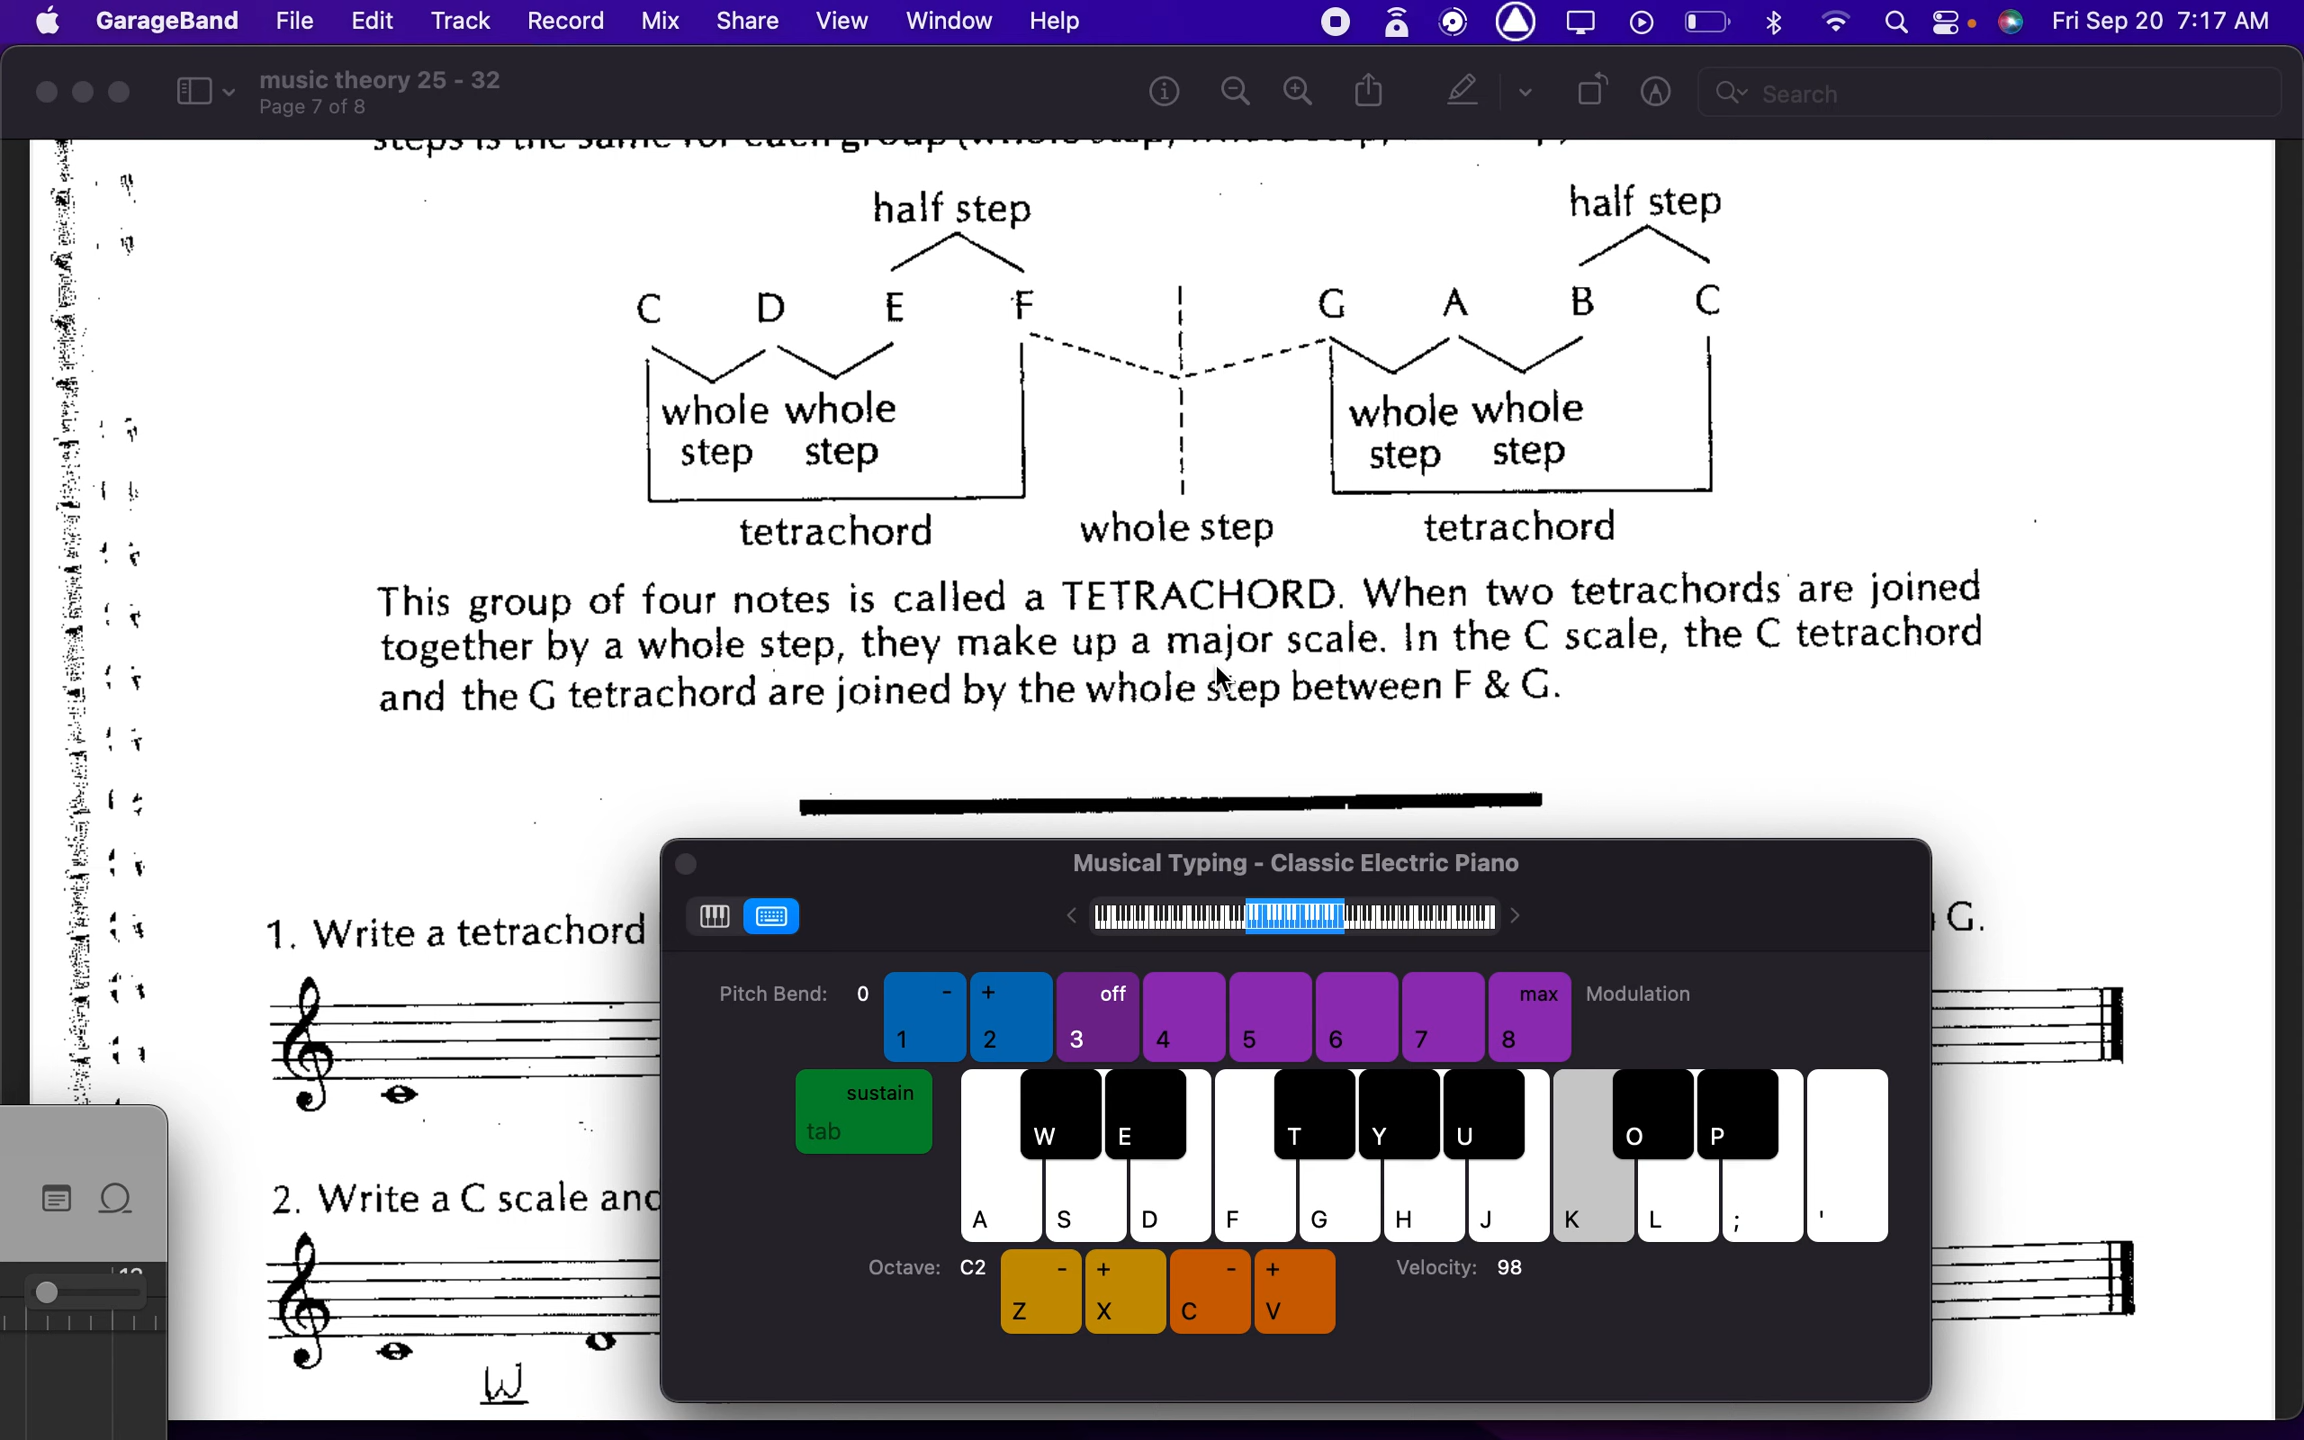 GarageBand File Edit Track Record Mix Share View Window Help Fri Sep 20 7:17 AM
music theory 25 - 32
Page 7 of 8
Search
half step half step
C D E F G A B C
whole whole whole whole
step step step step
tetrachord whole step tetrachord
This group of four notes is called a TETRACHORD. When two tetrachords are joined
together by a whole step, they make up a major scale. In the C scale, the C tetrachord
and the G tetrachord are joined by the whole step between F & G.
1. Write a tetrachord
G.
2. Write a C scale and
W
Musical Typing - Classic Electric Piano
Pitch Bend: 0 - + off max Modulation
1 2 3 4 5 6 7 8
sustain
tab
W E T Y U O P
A S D F G H J K L ; '
Octave: C2 - + - + Velocity: 98
Z X C V